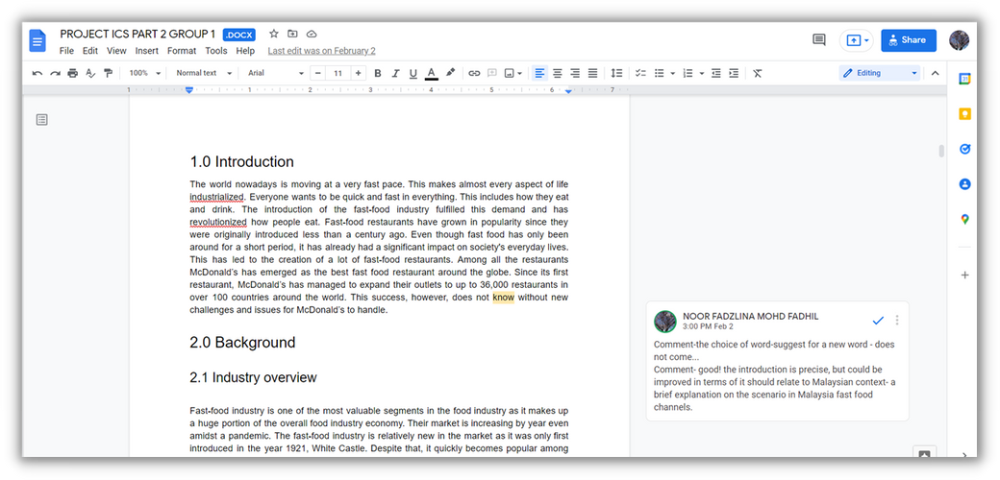 PROJECT ICS PART 2 GROUP 1 .DOCX
File Edit View Insert Format Tools Help Last edit was on February 2
Share
100% Normal text Arial 11 B I U A Editing
1 1 2 3 4 5 6 7
1.0 Introduction
The world nowadays is moving at a very fast pace. This makes almost every aspect of life
industrialized. Everyone wants to be quick and fast in everything. This includes how they eat
and drink. The introduction of the fast-food industry fulfilled this demand and has
revolutionized how people eat. Fast-food restaurants have grown in popularity since they
were originally introduced less than a century ago. Even though fast food has only been
around for a short period, it has already had a significant impact on society's everyday lives.
This has led to the creation of a lot of fast-food restaurants. Among all the restaurants
McDonald's has emerged as the best fast food restaurant around the globe. Since its first
restaurant, McDonald's has managed to expand their outlets to up to 36,000 restaurants in
over 100 countries around the world. This success, however, does not know without new
challenges and issues for McDonald's to handle.
NOOR FADZLINA MOHD FADHIL
3:00 PM Feb 2
Comment-the choice of word-suggest for a new word - does
not come...
Comment- good! the introduction is precise, but could be
improved in terms of it should relate to Malaysian context- a
brief explanation on the scenario in Malaysia fast food
channels.
2.0 Background
2.1 Industry overview
Fast-food industry is one of the most valuable segments in the food industry as it makes up
a huge portion of the overall food industry economy. Their market is increasing by year even
amidst a pandemic. The fast-food industry is relatively new in the market as it was only first
introduced in the year 1921, White Castle. Despite that, it quickly becomes popular among